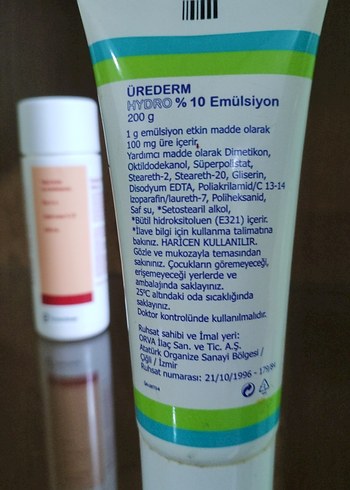 ÜREDERM
HYDRO % 10 Emülsiyon
200 g
1 g emülsiyon etkin madde olarak
100 mg üre içerir.
Yardımcı madde olarak Dimetikon,
Oktildodekanol, Süperpolistat,
Steareth-2, Steareth-20, Gliserin,
Disodyum EDTA, Poliakrilamid/C 13-14
Izoparafin/laureth-7, Poliheksanid,
Saf su, *Setostearil alkol,
*Bütil hidroksitoluen (E321) içerir.
*İlave bilgi için kullanma talimatına
bakınız. HARİCEN KULLANILIR.
Gözle ve mukozayla temasından
sakınınız. Çocukların göremeyeceği,
erişemeyeceği yerlerde ve
ambalajında saklayınız.
25°C altındaki oda sıcaklığında
saklayınız.
Doktor kontrolünde kullanılmalıdır.
Ruhsat sahibi ve İmal yeri:
ORVA İlaç San. ve Tic. A.Ş.
Atatürk Organize Sanayi Bölgesi /
Çiğli / İzmir
Ruhsat numarası: 21/10/1996 - 179/84